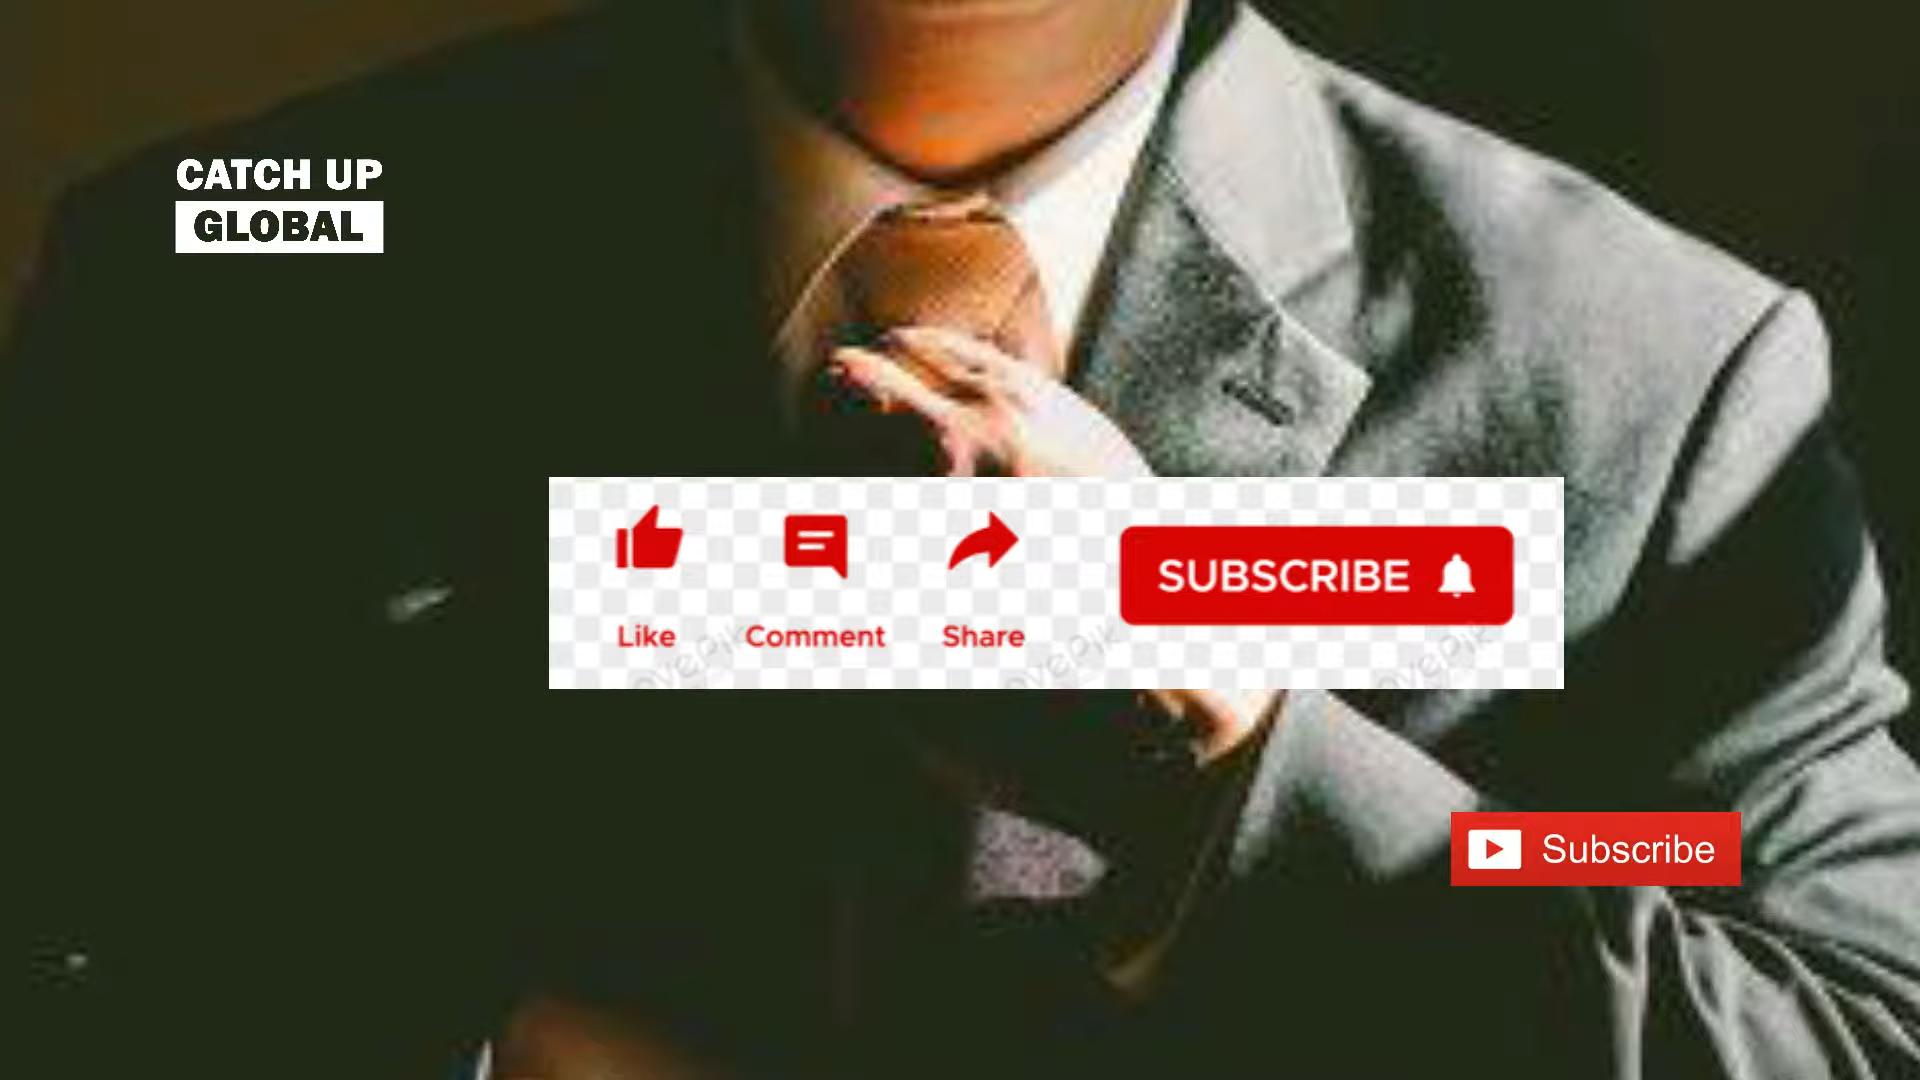 CATCH UP
GLOBAL
SUBSCRIBE
Like Comment Share
Subscribe